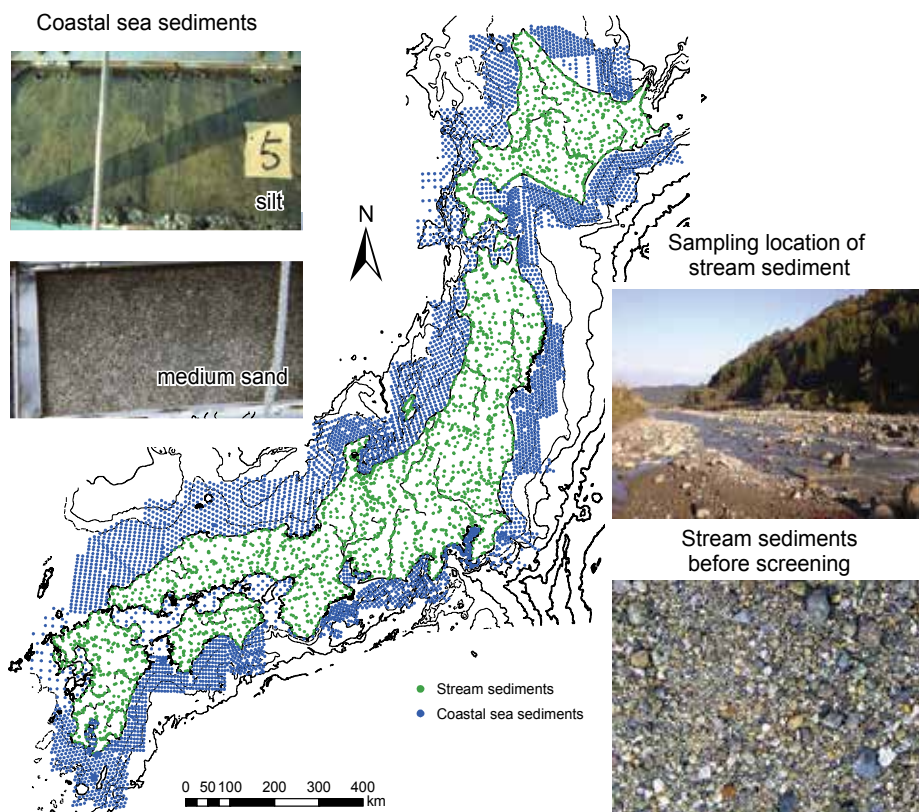 Coastal sea sediments
5
silt
medium sand
N
Sampling location of
stream sediment
Stream sediments
before screening
Stream sediments
Coastal sea sediments
0 50 100 200 300 400
km